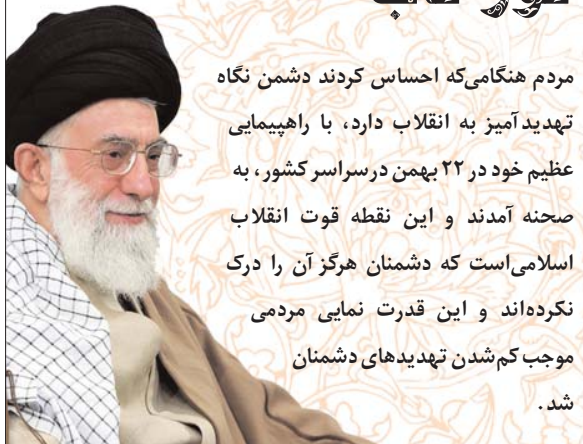 مردم هنگامی‌که احساس کردند دشمن نگاه
تهدیدآمیز به انقلاب دارد، با راهپیمایی
عظیم خود در ۲۲ بهمن درسراسر کشور، به
صحنه آمدند و این نقطه قوت انقلاب
اسلامی‌است که دشمنان هرگز آن را درک
نکرده‌اند و این قدرت نمایی مردمی
موجب کم‌شدن تهدیدهای دشمنان
شد.